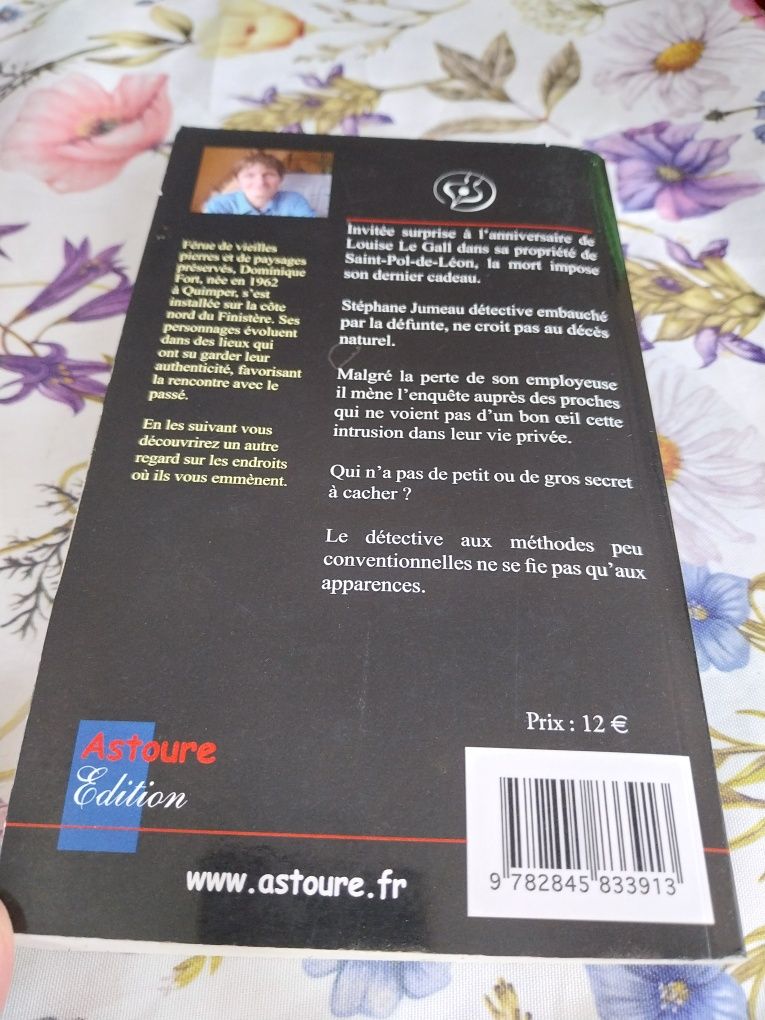 Férue de vieilles
pierres et de paysages
préservés, Dominique
Fort, née en 1962
à Quimper, s'est
installée sur la côte
nord du Finistère. Ses
personnages évoluent
dans des lieux qui
ont su garder leur
authenticité, favorisant
la rencontre avec le
passé.
En les suivant vous
découvrirez un autre
regard sur les endroits
où ils vous emmènent.
Invitée surprise à l'anniversaire de
Louise Le Gall dans sa propriété de
Saint-Pol-de-Léon, la mort impose
son dernier cadeau.
Stéphane Jumeau détective embauché
par la défunte, ne croit pas au décès
naturel.
Malgré la perte de son employeuse
il mène l'enquête auprès des proches
qui ne voient pas d'un bon œil cette
intrusion dans leur vie privée.
Qui n'a pas de petit ou de gros secret
à cacher ?
Le détective aux méthodes peu
conventionnelles ne se fie pas qu'aux
apparences.
Prix : 12 €
Astoure
Edition
www.astoure.fr
9 782845 833913